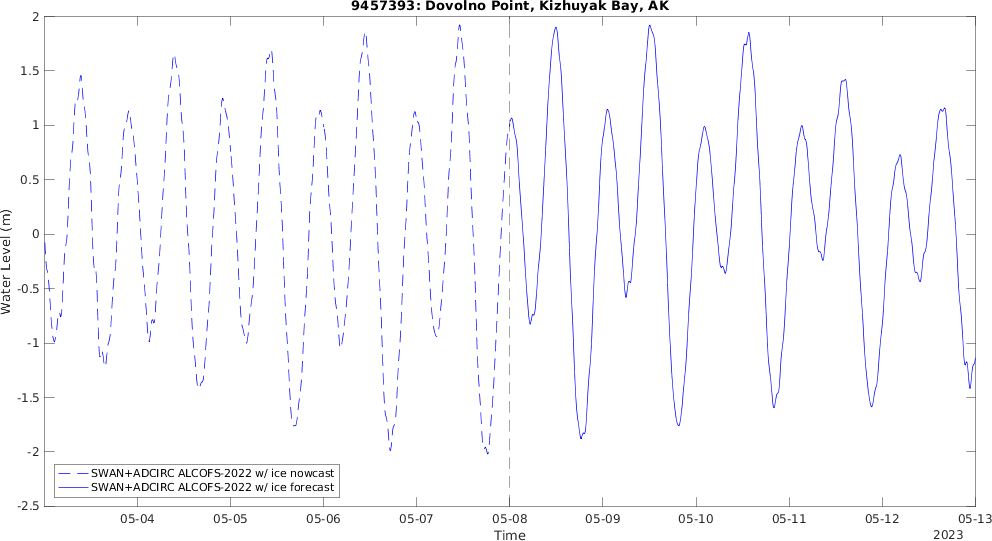 9457393: Dovolno Point, Kizhuyak Bay, AK
2
1.5
1
0.5
0
-0.5
-1
-1.5
-2
-2.5
Water Level (m)
SWAN+ADCIRC ALCOFS-2022 w/ ice nowcast
SWAN+ADCIRC ALCOFS-2022 w/ ice forecast
05-04 05-05 05-06 05-07 05-08 05-09 05-10 05-11 05-12 05-13
Time
2023